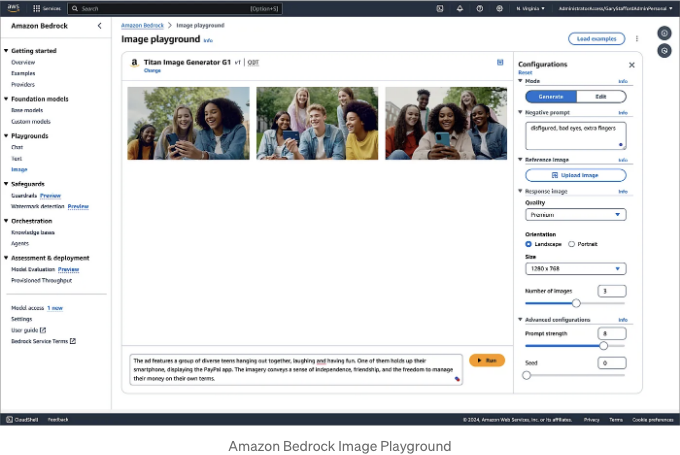 aws
Services
Search
[Option+S]
N. Virginia
AdministratorAccess/GaryStaffordAdminPersonal
Amazon Bedrock
Getting started
Overview
Examples
Providers
Foundation models
Base models
Custom models
Playgrounds
Chat
Text
Image
Safeguards
Guardrails Preview
Watermark detection Preview
Orchestration
Knowledge bases
Agents
Assessment & deployment
Model Evaluation Preview
Provisioned Throughput
Model access 1 new
Settings
User guide
Bedrock Service Terms
Amazon Bedrock > Image playground
Image playground Info
Load examples
Titan Image Generator G1 v1 | ODT
Change
The ad features a group of diverse teens hanging out together, laughing and having fun. One of them holds up their
smartphone, displaying the PayPal app. The imagery conveys a sense of independence, friendship, and the freedom to manage
their money on their own terms.
Run
Configurations
Reset
Mode Info
Generate Edit
Negative prompt Info
disfigured, bad eyes, extra fingers
Reference image Info
Upload image
Response image Info
Quality
Premium
Orientation
Landscape Portrait
Size
1280 x 768
Number of images 3
Advanced configurations Info
Prompt strength 8
Seed 0
CloudShell Feedback
© 2024, Amazon Web Services, Inc. or its affiliates. Privacy Terms Cookie preferences
Amazon Bedrock Image Playground